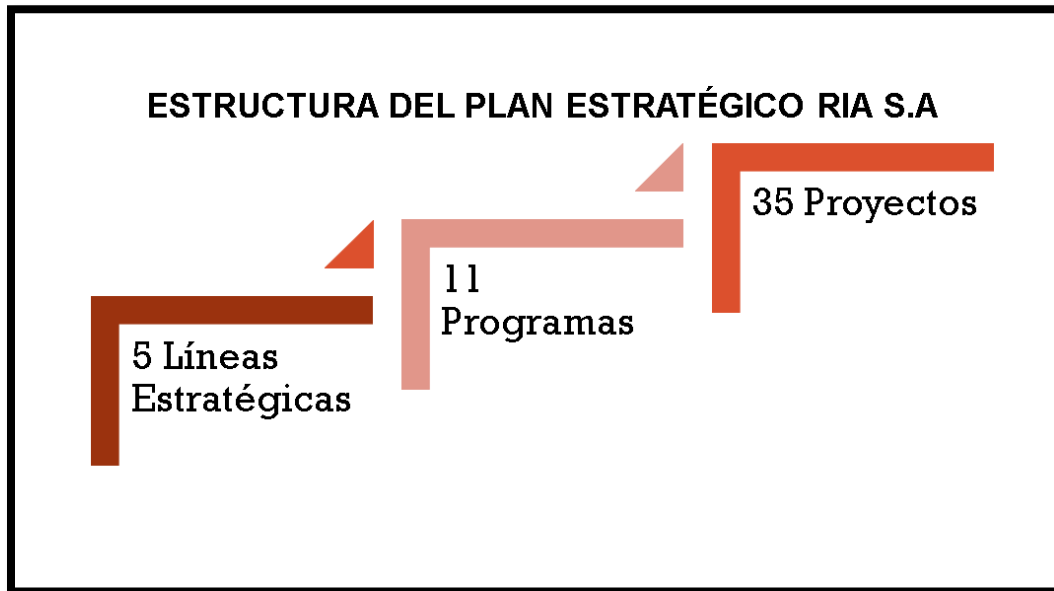 ESTRUCTURA DEL PLAN ESTRATÉGICO RIA S.A
5 Líneas
Estratégicas
11
Programas
35 Proyectos